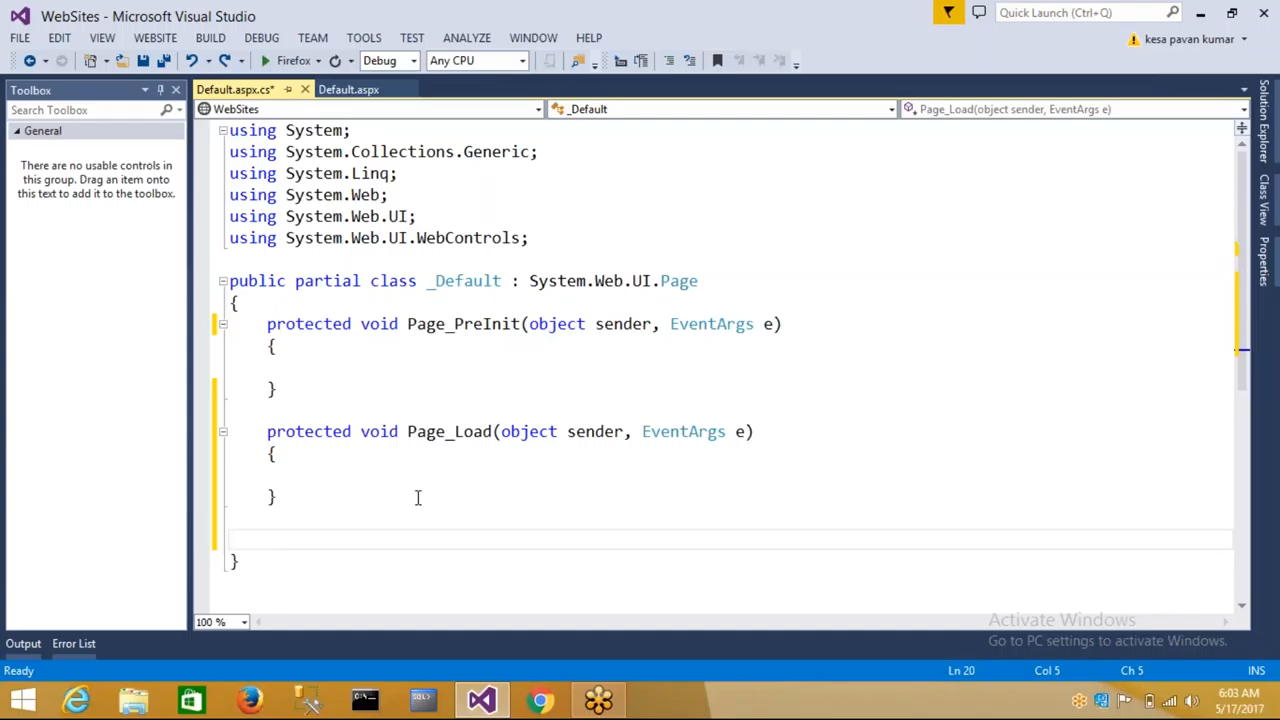 WebSites - Microsoft Visual Studio
Quick Launch (Ctrl+Q)
FILE EDIT VIEW WEBSITE BUILD DEBUG TEAM TOOLS TEST ANALYZE WINDOW HELP
kesa pavan kumar
Firefox Debug Any CPU
Toolbox
Default.aspx.cs* Default.aspx
Search Toolbox
WebSites _Default Page_Load(object sender, EventArgs e)
General
There are no usable controls in
this group. Drag an item onto
this text to add it to the toolbox.
using System;
using System.Collections.Generic;
using System.Linq;
using System.Web;
using System.Web.UI;
using System.Web.UI.WebControls;
public partial class _Default : System.Web.UI.Page
{
protected void Page_PreInit(object sender, EventArgs e)
{
}
protected void Page_Load(object sender, EventArgs e)
{
}
}
Solution Explorer
Class View
Properties
100 %
Activate Windows
Go to PC settings to activate Windows.
Output Error List
Ready Ln 20 Col 5 Ch 5 INS
6:03 AM
5/17/2017